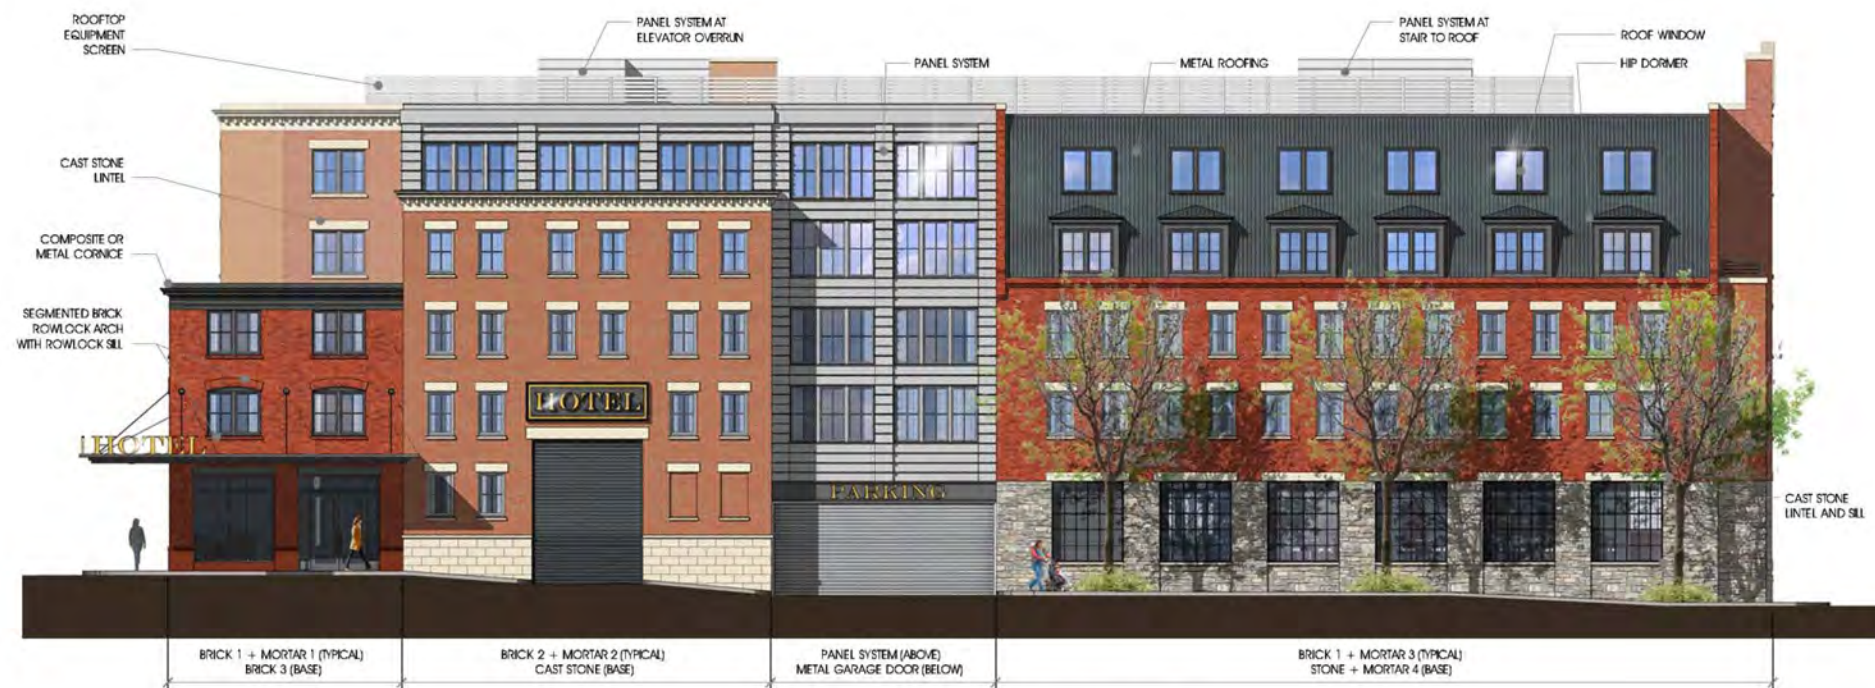 ROOFTOP
EQUIPMENT
SCREEN
PANEL SYSTEM AT
ELEVATOR OVERRUN
PANEL SYSTEM
METAL ROOFING
PANEL SYSTEM AT
STAIR TO ROOF
ROOF WINDOW
HIP DORMER
CAST STONE
LINTEL
COMPOSITE OR
METAL CORNICE
SEGMENTED BRICK
ROWLOCK ARCH
WITH ROWLOCK SILL
HOTEL
HOTEL
PARKING
CAST STONE
LINTEL AND SILL
BRICK 1 + MORTAR 1 (TYPICAL)
BRICK 3 (BASE)
BRICK 2 + MORTAR 2 (TYPICAL)
CAST STONE (BASE)
PANEL SYSTEM (ABOVE)
METAL GARAGE DOOR (BELOW)
BRICK 1 + MORTAR 3 (TYPICAL)
STONE + MORTAR 4 (BASE)